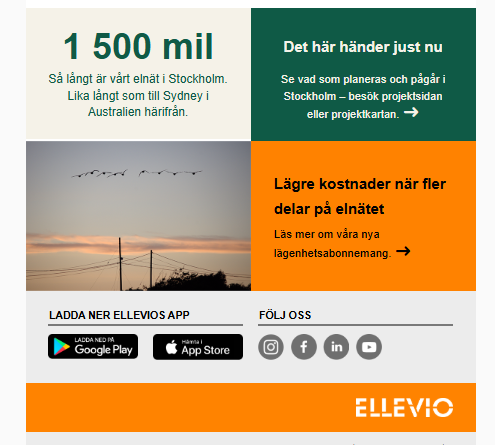 1 500 mil
Så långt är vårt elnät i Stockholm.
Lika långt som till Sydney i
Australien härifrån.
Det här händer just nu
Se vad som planeras och pågår i
Stockholm – besök projektsidan
eller projektkartan. →
Lägre kostnader när fler
delar på elnätet
Läs mer om våra nya
lägenhetsabonnemang. →
LADDA NER ELLEVIOS APP
LADDA NED PÅ
Google Play
Hämta i
App Store
FÖLJ OSS
in
ELLEVIO